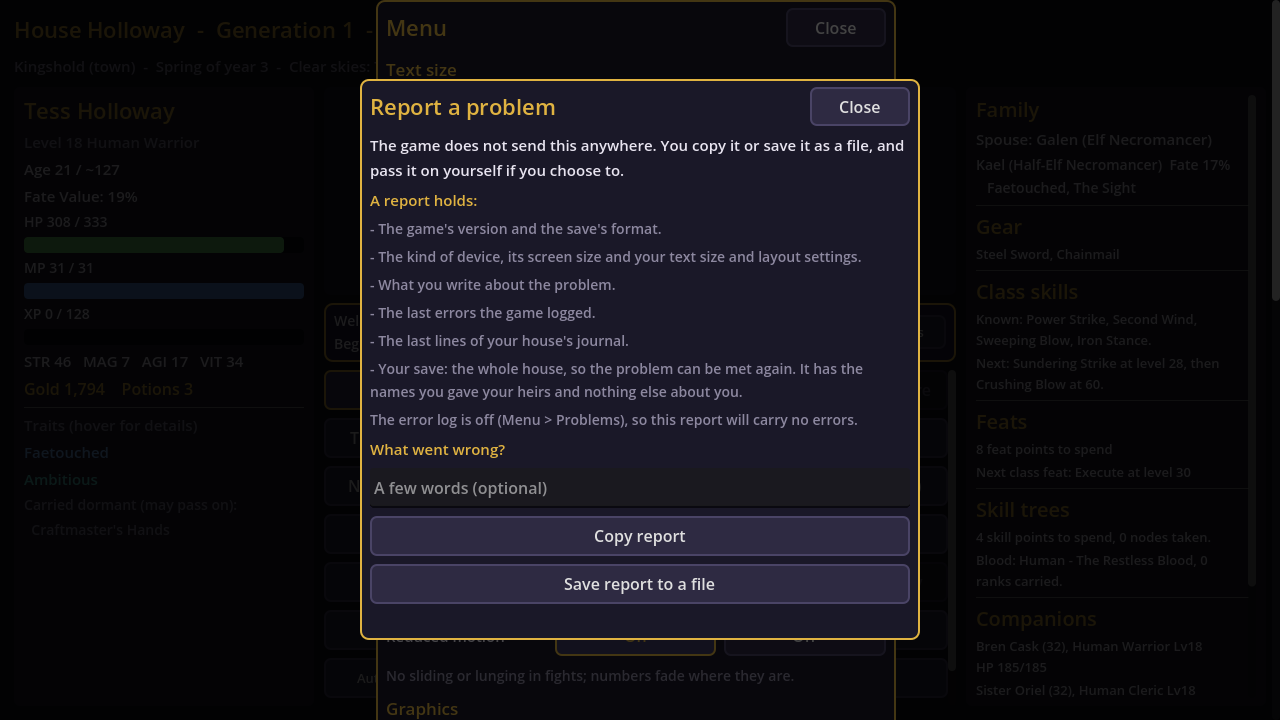 House Holloway - Generation 1 -
Kingshold (town) - Spring of year 3 - Clear skies:
Menu
Close
Text size
Report a problem
Close
The game does not send this anywhere. You copy it or save it as a file, and
pass it on yourself if you choose to.
A report holds:
- The game's version and the save's format.
- The kind of device, its screen size and your text size and layout settings.
- What you write about the problem.
- The last errors the game logged.
- The last lines of your house's journal.
- Your save: the whole house, so the problem can be met again. It has the
names you gave your heirs and nothing else about you.
The error log is off (Menu > Problems), so this report will carry no errors.
What went wrong?
A few words (optional)
Copy report
Save report to a file
No sliding or lunging in fights; numbers fade where they are.
Graphics
Tess Holloway
Level 18 Human Warrior
Age 21 / ~127
Fate Value: 19%
HP 308 / 333
MP 31 / 31
XP 0 / 128
STR 46 MAG 7 AGI 17 VIT 34
Gold 1,794 Potions 3
Traits (hover for details)
Faetouched
Ambitious
Carried dormant (may pass on):
Craftmaster's Hands
Family
Spouse: Galen (Elf Necromancer)
Kael (Half-Elf Necromancer) Fate 17%
Faetouched, The Sight
Gear
Steel Sword, Chainmail
Class skills
Known: Power Strike, Second Wind,
Sweeping Blow, Iron Stance.
Next: Sundering Strike at level 28, then
Crushing Blow at 60.
Feats
8 feat points to spend
Next class feat: Execute at level 30
Skill trees
4 skill points to spend, 0 nodes taken.
Blood: Human - The Restless Blood, 0
ranks carried.
Companions
Bren Cask (32), Human Warrior Lv18
HP 185/185
Sister Oriel (32), Human Cleric Lv18